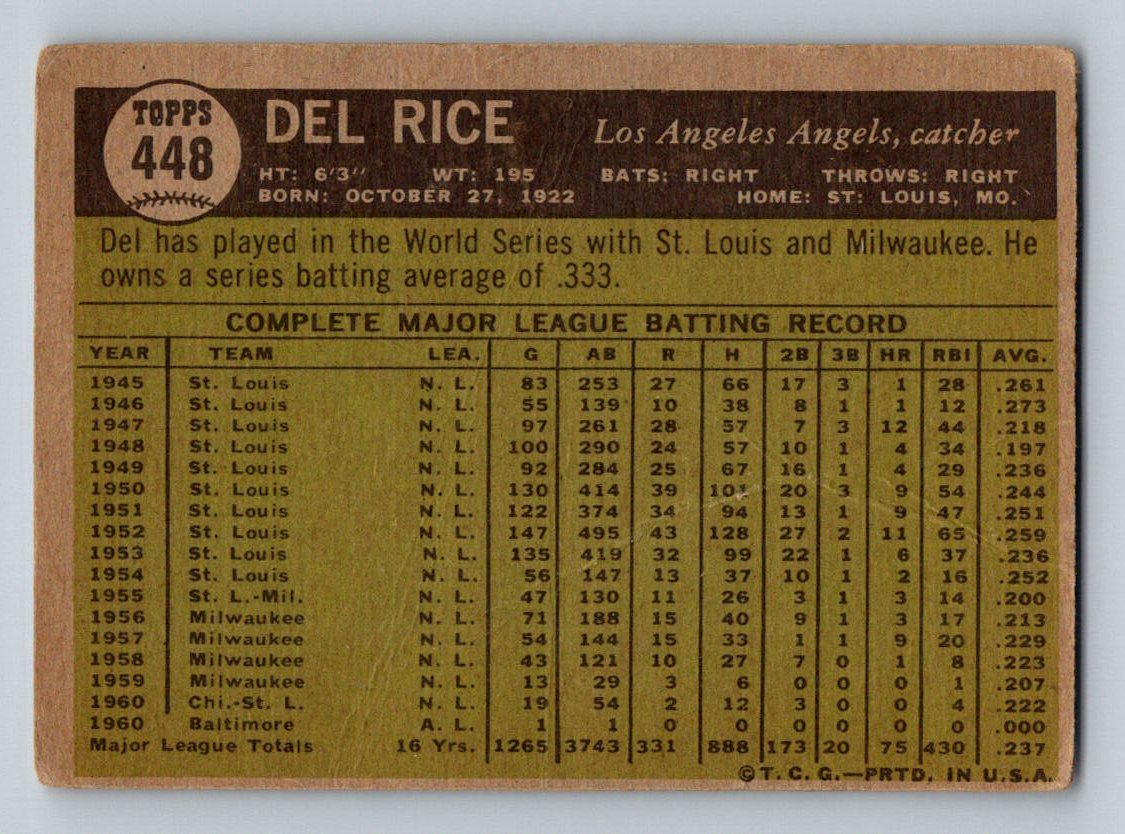 TOPPS
448
DEL RICE
Los Angeles Angels, catcher
HT: 6'3" WT: 195 BATS: RIGHT THROWS: RIGHT
BORN: OCTOBER 27, 1922 HOME: ST: LOUIS, MO.
Del has played in the World Series with St. Louis and Milwaukee. He
owns a series batting average of .333.
COMPLETE MAJOR LEAGUE BATTING RECORD
YEAR TEAM LEA. G AB R H 2B 3B HR RBI AVG.
1945 St. Louis N. L. 83 253 27 66 17 3 1 28 .261
1946 St. Louis N. L. 55 139 10 38 8 1 1 12 .273
1947 St. Louis N. L. 97 261 28 57 7 3 12 44 .218
1948 St. Louis N. L. 100 290 24 57 10 1 4 34 .197
1949 St. Louis N. L. 92 284 25 67 16 1 4 29 .236
1950 St. Louis N. L. 130 414 39 101 20 3 9 54 .244
1951 St. Louis N. L. 122 374 34 94 13 1 9 47 .251
1952 St. Louis N. L. 147 495 43 128 27 2 11 65 .259
1953 St. Louis N. L. 135 419 32 99 22 1 6 37 .236
1954 St. Louis N. L. 56 147 13 37 10 1 2 16 .252
1955 St. L.-Mil. N. L. 47 130 11 26 3 1 3 14 .200
1956 Milwaukee N. L. 71 188 15 40 9 1 3 17 .213
1957 Milwaukee N. L. 54 144 15 33 1 1 9 20 .229
1958 Milwaukee N. L. 43 121 10 27 7 0 1 8 .223
1959 Milwaukee N. L. 13 29 3 6 0 0 0 1 .207
1960 Chi.-St. L. N. L. 19 54 2 12 3 0 0 4 .222
1960 Baltimore A. L. 1 1 0 0 0 0 0 0 .000
Major League Totals 16 Yrs. 1265 3743 331 888 173 20 75 430 .237
©T. C. G.—PRTD. IN U.S.A.